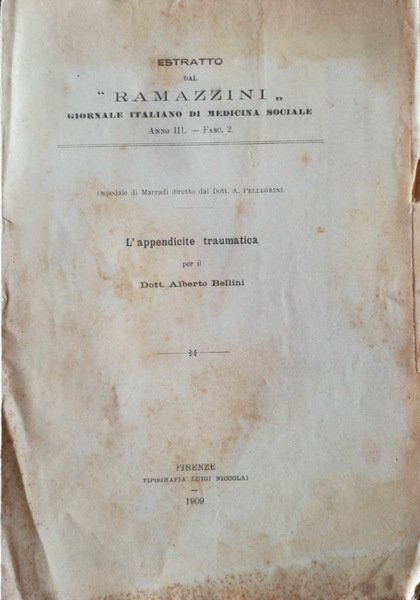 ESTRATTO
DAL
“ RAMAZZINI „
GIORNALE ITALIANO DI MEDICINA SOCIALE
ANNO III. — FASC. 2.
Ospedale di Marradi diretto dal Dott. A. PELLEGRINI.
L'appendicite traumatica
per il
Dott. Alberto Bellini
FIRENZE
TIPOGRAFIA LUIGI NICCOLAI
1909